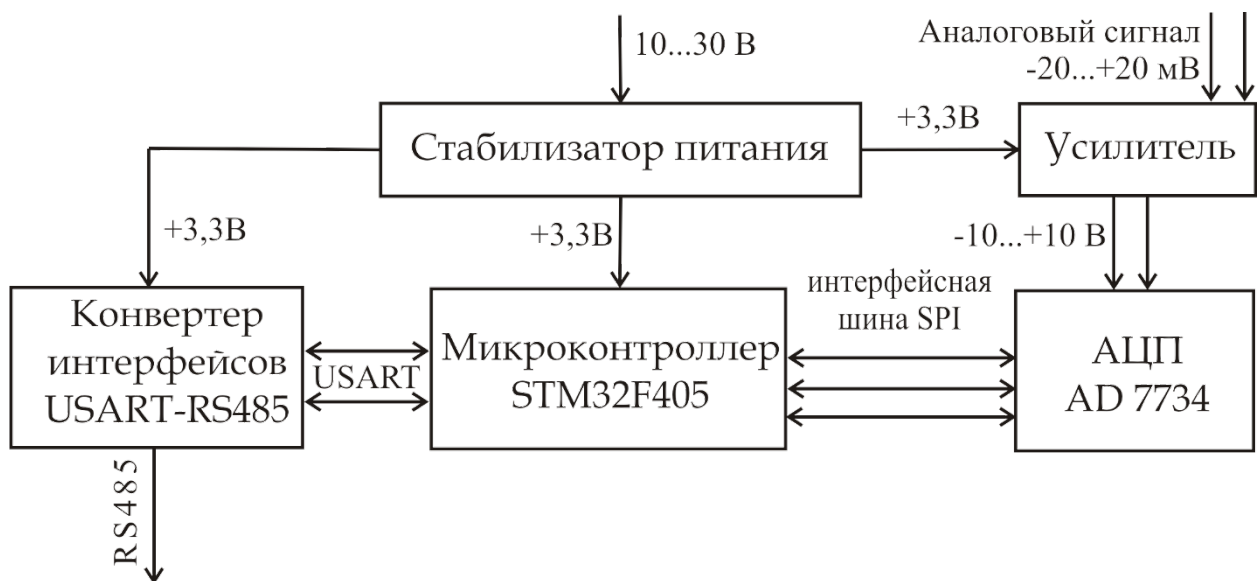 10...30 В
Аналоговый сигнал
-20...+20 мВ
Стабилизатор питания
+3,3В
Усилитель
+3,3В
+3,3В
-10...+10 В
Конвертер
интерфейсов
USART-RS485
USART
Микроконтроллер
STM32F405
интерфейсная
шина SPI
АЦП
AD 7734
RS485